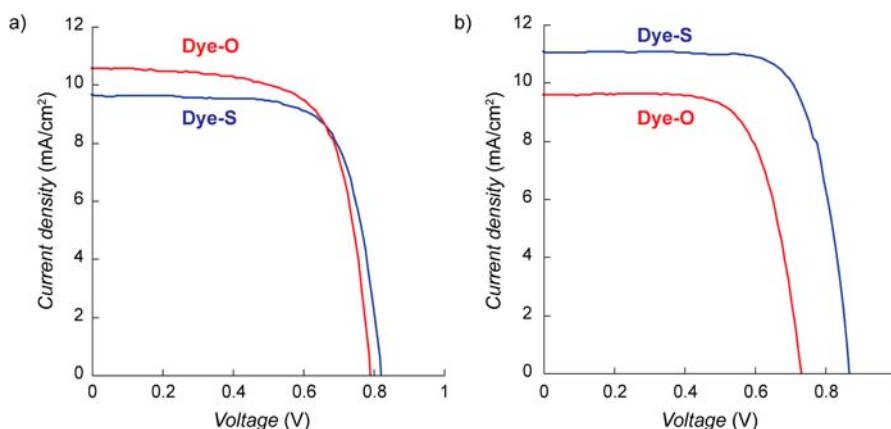 a)
12
10
8
6
4
2
0
Dye-O
Dye-S
Current density (mA/cm²)
0 0.2 0.4 0.6 0.8 1
Voltage (V)
b)
12
10
8
6
4
2
0
Dye-S
Dye-O
Current density (mA/cm²)
0 0.2 0.4 0.6 0.8
Voltage (V)